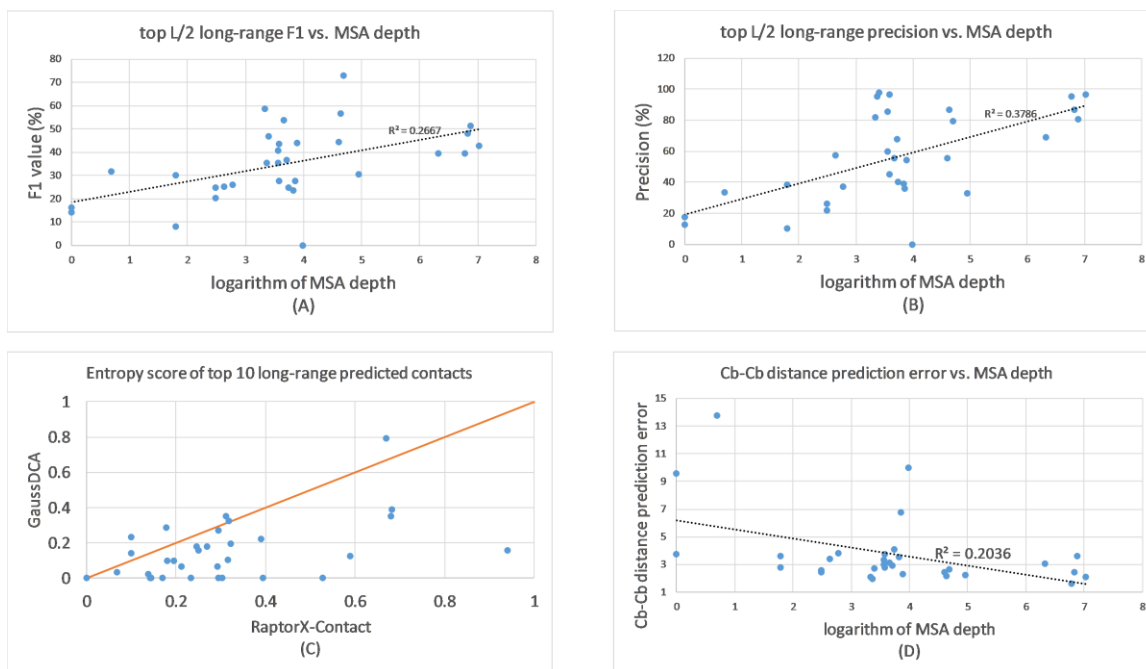 top L/2 long-range F1 vs. MSA depth
80
70
60
50
40
30
20
10
0
F1 value (%)
R² = 0.2667
0 1 2 3 4 5 6 7 8
logarithm of MSA depth
(A)
top L/2 long-range precision vs. MSA depth
120
100
80
60
40
20
0
Precision (%)
R² = 0.3786
0 1 2 3 4 5 6 7 8
logarithm of MSA depth
(B)
Entropy score of top 10 long-range predicted contacts
1
0.8
0.6
0.4
0.2
0
GaussDCA
0 0.2 0.4 0.6 0.8 1
RaptorX-Contact
(C)
Cb-Cb distance prediction error vs. MSA depth
15
13
11
9
7
5
3
1
Cb-Cb distance prediction error
R² = 0.2036
0 1 2 3 4 5 6 7 8
logarithm of MSA depth
(D)